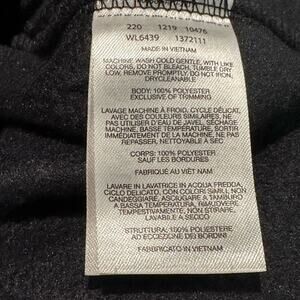 220 1219 10476
WL6439 1372111
MADE IN VIETNAM
MACHINE WASH COLD GENTLE, WITH LIKE
COLORS, DO NOT BLEACH, TUMBLE DRY
LOW, REMOVE PROMPTLY, DO NOT IRON,
DRYCLEANABLE
BODY: 100% POLYESTER
EXCLUSIVE OF TRIMMING
LAVAGE MACHINE À FROID, CYCLE DÉLICAT,
AVEC DES COULEURS SIMILAIRES, NE
PAS UTILISER D'EAU DE JAVEL, SÉCHAGE
MACHINE, BASSE TEMPÉRATURE, SORTIR
IMMÉDIATEMENT DE LA MACHINE NE PAS
REPASSER, NETTOYABLE À SEC
CORPS: 100% POLYESTER
SAUF LES BORDURES
FABRIQUÉ AU VIÊT NAM
LAVARE IN LAVATRICE IN ACQUA FREDDA,
CICLO DELICATO, CON COLORI SIMILI, NON
CANDEGGIARE, ASCIUGARE A TAMBURO
A BASSA TEMPERATURA, RIMUOVERE
TEMPESTIVAMENTE, NON STIRARE,
LAVABILE A SECCO
STRUTTURA: 100% POLIESTERE
AD ECCEZIONE DEI BORDINI
FABBRICATO IN VIETNAM